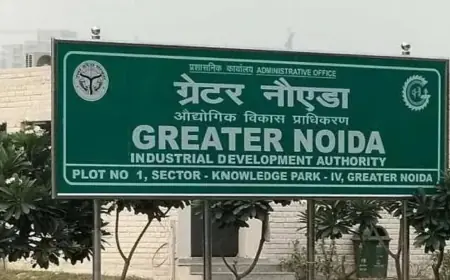 प्रशासनिक कार्यालय ADMINISTRATIVE OFFICE
ग्रेटर नौएडा
औद्योगिक विकास प्राधिकरण
GREATER NOIDA
INDUSTRIAL DEVELOPMENT AUTHORITY
PLOT NO 1, SECTOR - KNOWLEDGE PARK - IV, GREATER NOIDA